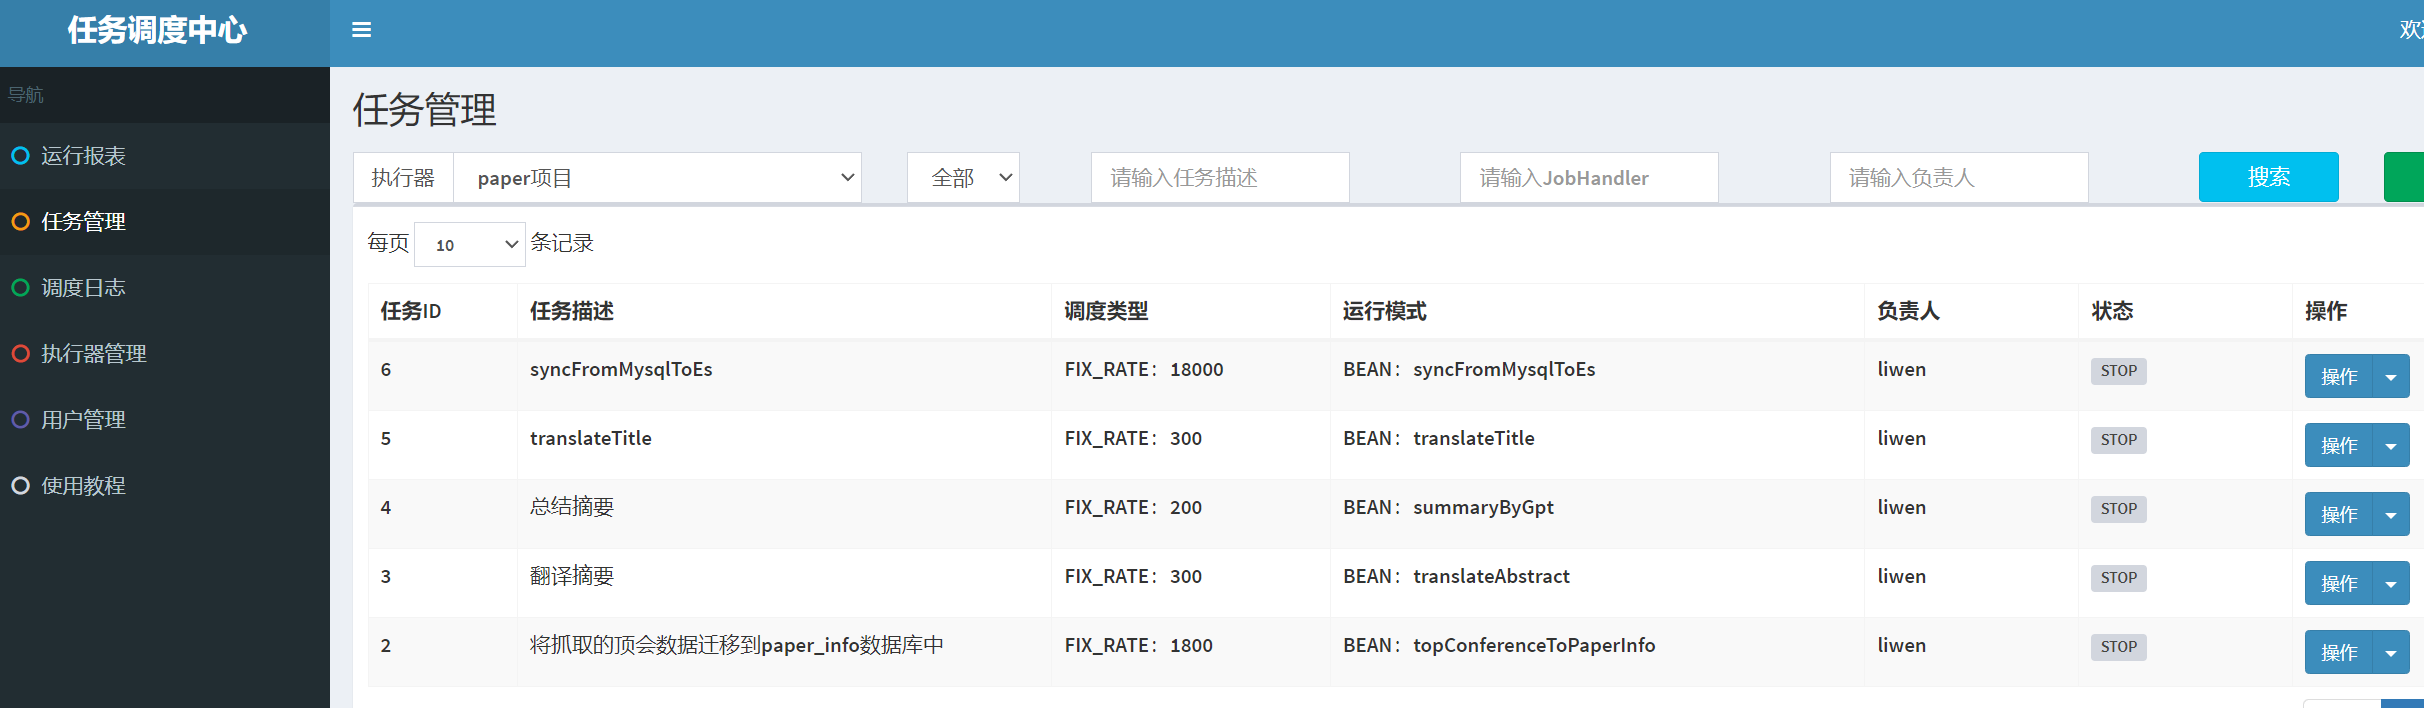 任务调度中心
欢迎
导航
运行报表
任务管理
调度日志
执行器管理
用户管理
使用教程
任务管理
执行器 paper项目 全部 请输入任务描述 请输入JobHandler 请输入负责人 搜索
每页 10 条记录
任务ID 任务描述 调度类型 运行模式 负责人 状态 操作
6 syncFromMysqlToEs FIX_RATE：18000 BEAN：syncFromMysqlToEs liwen STOP 操作
5 translateTitle FIX_RATE：300 BEAN：translateTitle liwen STOP 操作
4 总结摘要 FIX_RATE：200 BEAN：summaryByGpt liwen STOP 操作
3 翻译摘要 FIX_RATE：300 BEAN：translateAbstract liwen STOP 操作
2 将抓取的顶会数据迁移到paper_info数据库中 FIX_RATE：1800 BEAN：topConferenceToPaperInfo liwen STOP 操作